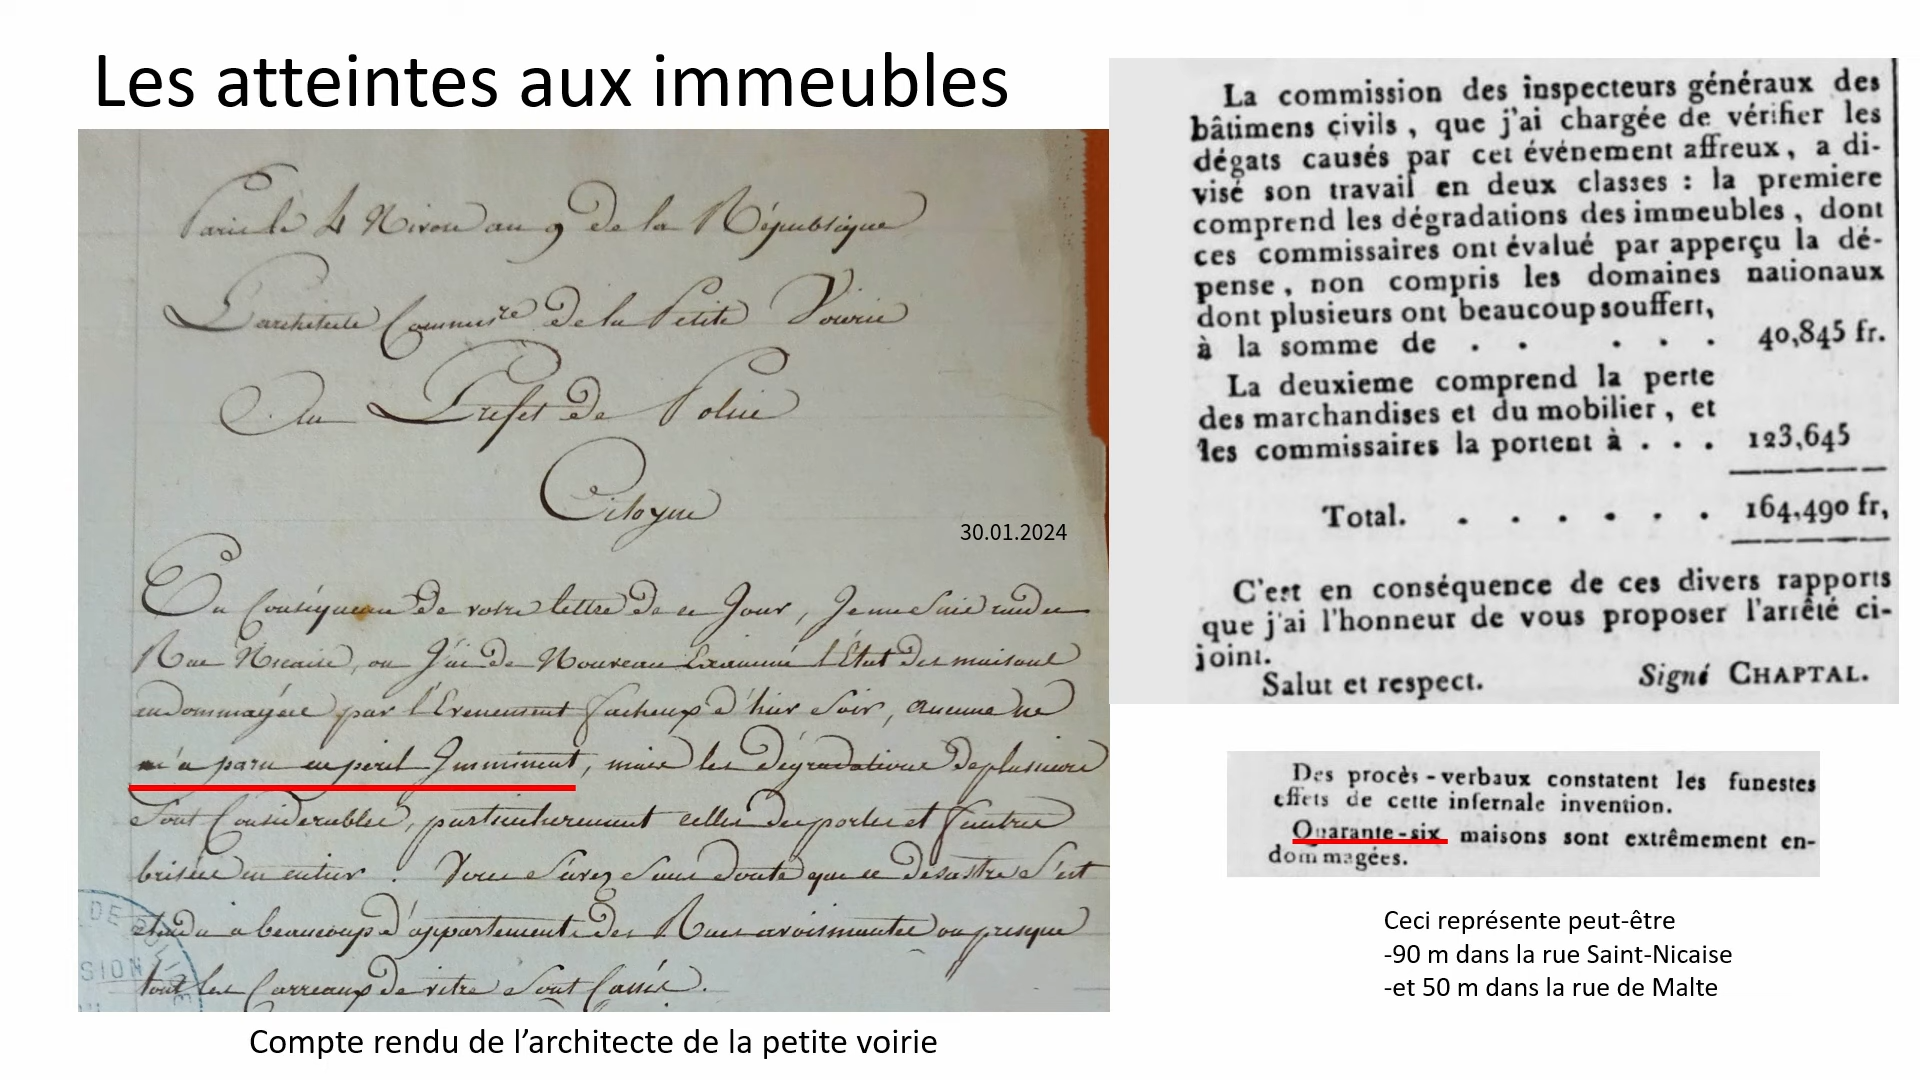 Les atteintes aux immeubles
Paris le 4 Nivose an 9 de la République
L'architecte Commisre de la Petite Voirie
Au Préfet de Police
Citoyen
30.01.2024
En Conséquence de votre lettre de ce Jour, Je me suis rendu
Rue Nicaise, ou J'ai de Nouveau Examiné l'État des maisons
endommagées par l'Evenement facheux d'hier soir, aucune ne
m'a paru en péril Imminent, mais les dégradations de plusieurs
sont Considerables, particulierement celles des portes et fenetres
brisées en entier. Vous Savez Sans doute que ce desastre s'est
etendu a beaucoup d'appartements des Rues avoisinantes ou presque
tout les Carreaux de vitre sont Cassés.
Compte rendu de l’architecte de la petite voirie
La commission des inspecteurs généraux des
bâtimens civils, que j'ai chargée de vérifier les
dégats causés par cet événement affreux, a di-
visé son travail en deux classes : la premiere
comprend les dégradations des immeubles, dont
ces commissaires ont évalué par apperçu la dé-
pense, non compris les domaines nationaux
dont plusieurs ont beaucoup souffert,
à la somme de . . . . . 40,845 fr.
La deuxieme comprend la perte
des marchandises et du mobilier, et
les commissaires la portent à . . . 123,645
Total. . . . . . . 164,490 fr,
C'est en conséquence de ces divers rapports
que j'ai l'honneur de vous proposer l'arrêté ci-
joint.
Salut et respect. Signé CHAPTAL.
Des procès-verbaux constatent les funestes
effets de cette infernale invention.
Quarante-six maisons sont extrêmement en-
dommagées.
Ceci représente peut-être
-90 m dans la rue Saint-Nicaise
-et 50 m dans la rue de Malte